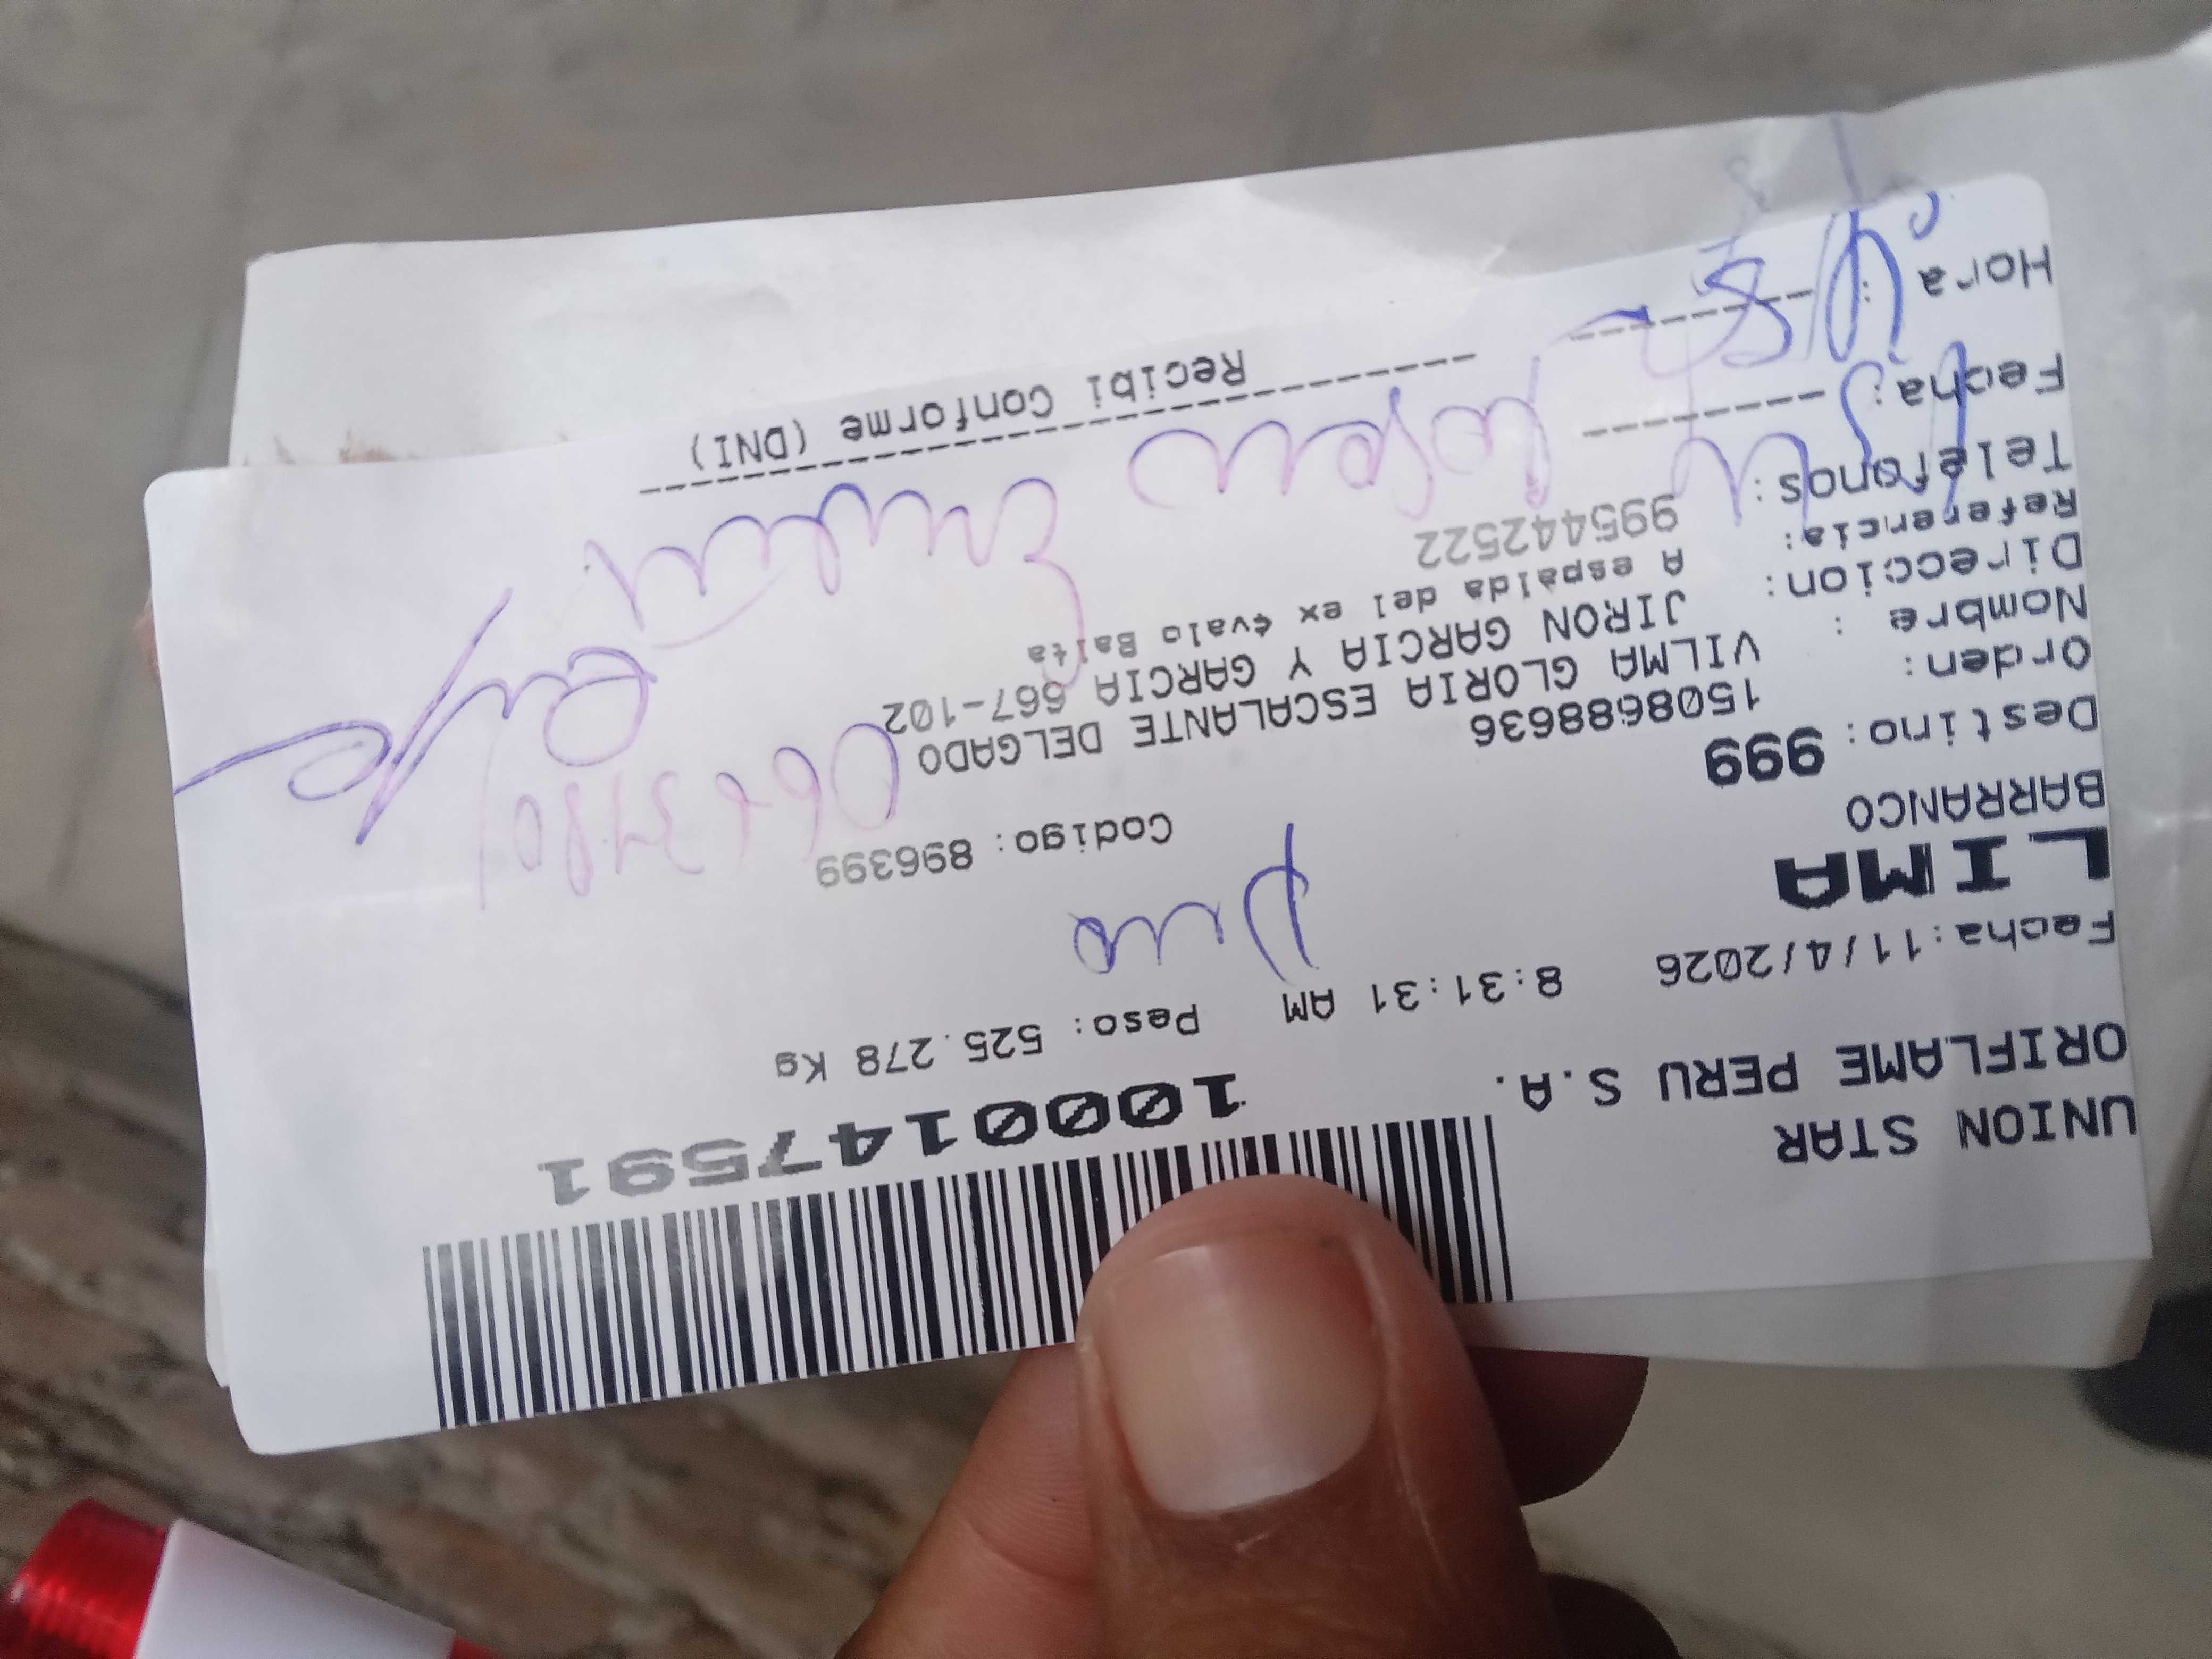 UNION STAR
ORIFLAME PERU S.A.
1000147591
Fecha:11/4/2026 8:31:31 AM Peso: 525.278 Kg
LIMA
BARRANCO
Codigo: 896399
Destino: 999
Orden: 1508688636
Nombre : VILMA GLORIA ESCALANTE DELGADO
Direccion: JIRON GARCIA Y GARCIA 667-102
Referencia: A espalda del ex óvalo Balta
Telefonos: 995442522
Fecha:
Hora :
Recibi Conforme (DNI)